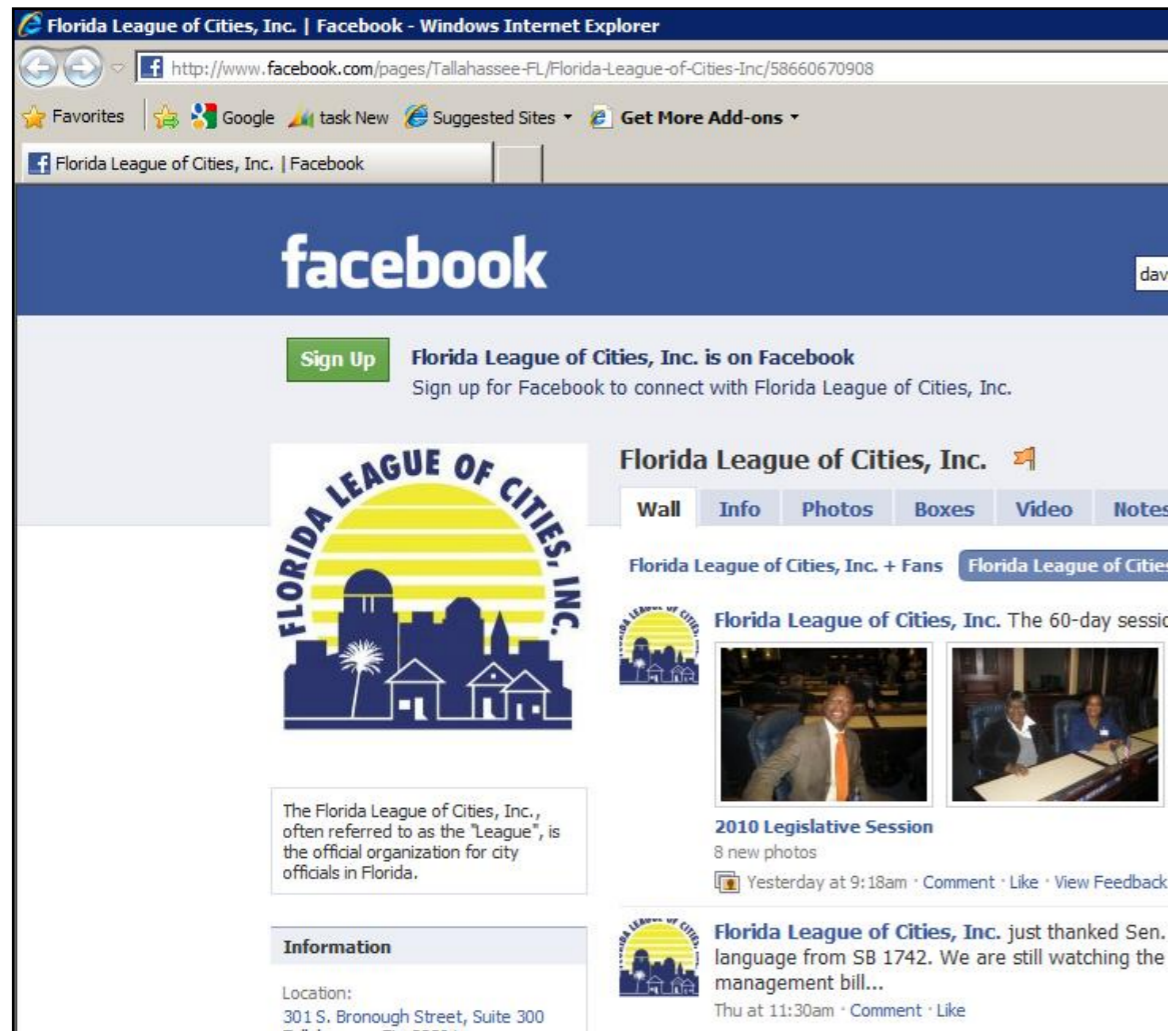 Florida League of Cities, Inc. | Facebook - Windows Internet Explorer
http://www.facebook.com/pages/Tallahassee-FL/Florida-League-of-Cities-Inc/58660670908
Favorites Google task New Suggested Sites Get More Add-ons
Florida League of Cities, Inc. | Facebook
facebook
dav
Sign Up
Florida League of Cities, Inc. is on Facebook
Sign up for Facebook to connect with Florida League of Cities, Inc.
FLORIDA LEAGUE OF CITIES, INC.
The Florida League of Cities, Inc.,
often referred to as the "League", is
the official organization for city
officials in Florida.
Information
Location:
301 S. Bronough Street, Suite 300
Florida League of Cities, Inc.
Wall Info Photos Boxes Video Notes
Florida League of Cities, Inc. + Fans Florida League of Cities
Florida League of Cities, Inc. The 60-day sessio
2010 Legislative Session
8 new photos
Yesterday at 9:18am · Comment · Like · View Feedback
Florida League of Cities, Inc. just thanked Sen.
language from SB 1742. We are still watching the
management bill...
Thu at 11:30am · Comment · Like